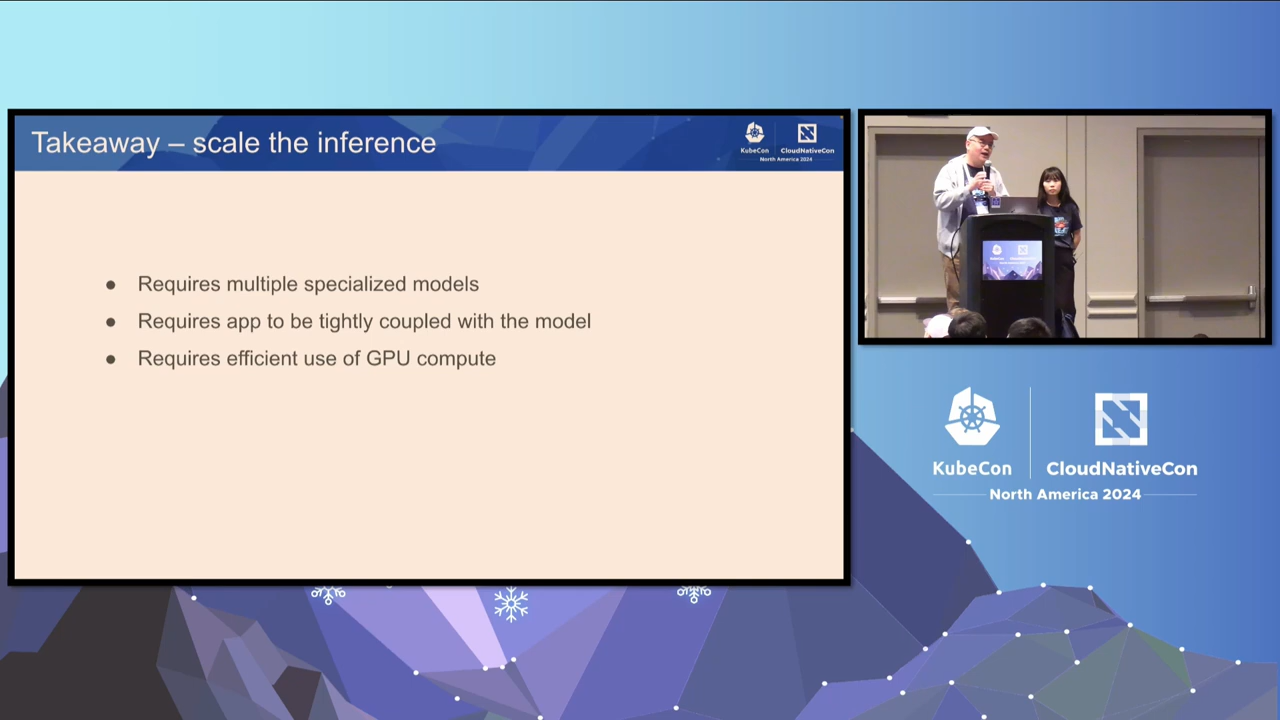 Takeaway – scale the inference
KubeCon
CloudNativeCon
North America 2024
● Requires multiple specialized models
● Requires app to be tightly coupled with the model
● Requires efficient use of GPU compute
KubeCon
CloudNativeCon
North America 2024